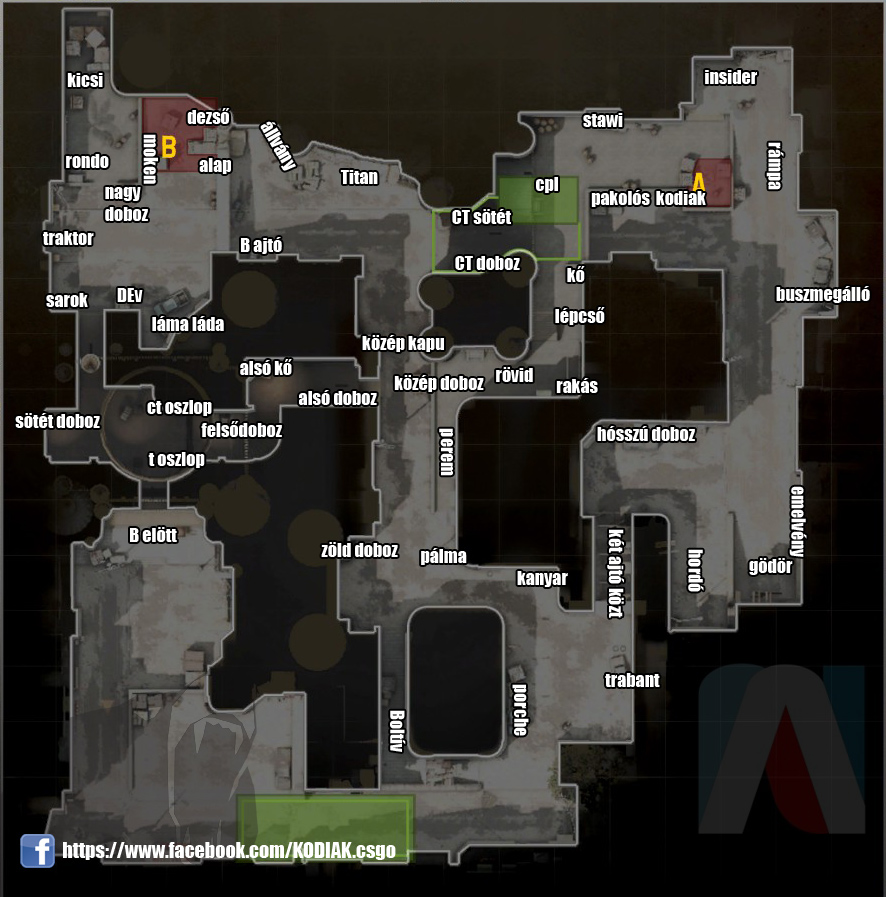 kicsi
insider
dezső
állvány
stawi
B
moken
alap
rondo
Titan
rámpa
cpl
A
nagy
doboz
pakolós kodiak
CT sötét
traktor
B ajtó
CT doboz
kő
DEv
sarok
buszmegálló
láma láda
lépcső
közép kapu
alsó kő
közép doboz
rövid
rakás
alsó doboz
ct oszlop
sötét doboz
felsődoboz
perem
hósszú doboz
t oszlop
emelvény
B elött
zöld doboz
pálma
két ajtó közt
hordó
gödör
kanyar
trabant
porche
Boltív
f
https://www.facebook.com/KODIAK.csgo